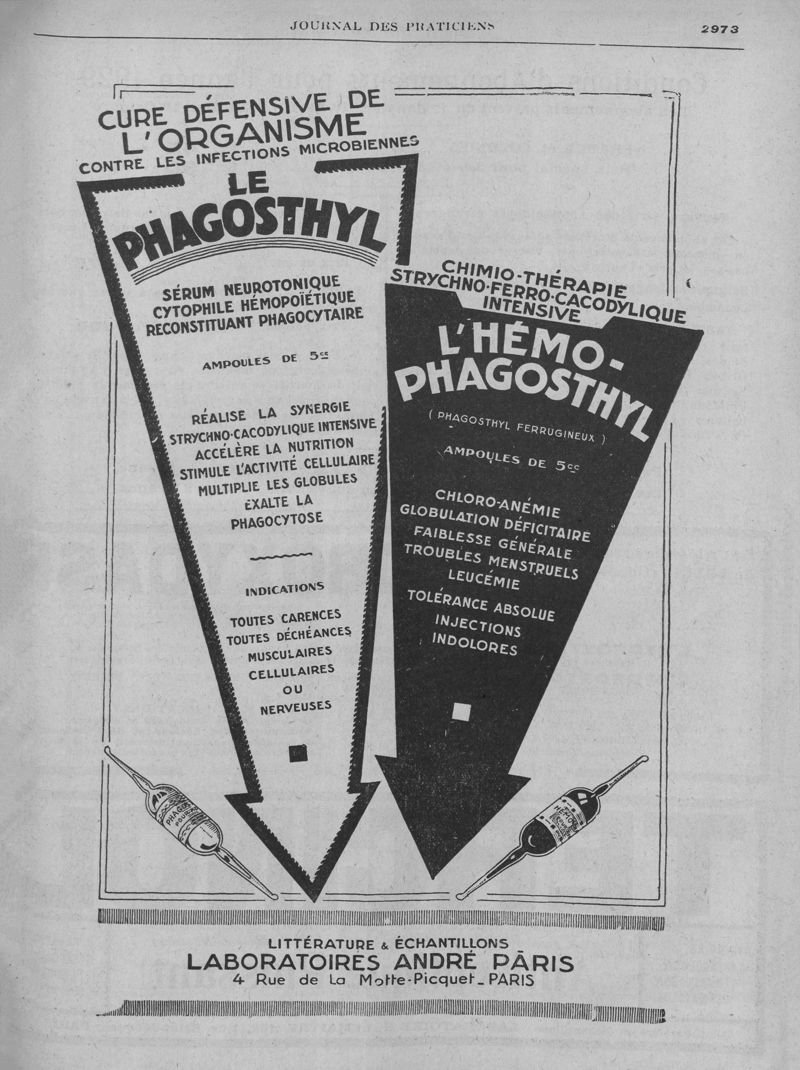 JOURNAL DES PRATICIENS
2973
CURE DÉFENSIVE DE
L'ORGANISME
CONTRE LES INFECTIONS MICROBIENNES
LE
PHAGOSTHYL
SÉRUM NEUROTONIQUE
CYTOPHILE HÉMOPOÏÉTIQUE
RECONSTITUANT PHAGOCYTAIRE
AMPOULES DE 5cc
RÉALISE LA SYNERGIE
STRYCHNO-CACODYLIQUE INTENSIVE
ACCÉLÈRE LA NUTRITION
STIMULE L'ACTIVITÉ CELLULAIRE
MULTIPLIE LES GLOBULES
EXALTE LA
PHAGOCYTOSE
INDICATIONS
TOUTES CARENCES
TOUTES DÉCHÉANCES
MUSCULAIRES
CELLULAIRES
OU
NERVEUSES
CHIMIO-THÉRAPIE
STRYCHNO-FERRO-CACODYLIQUE
INTENSIVE
L'HÉMO-
PHAGOSTHYL
( PHAGOSTHYL FERRUGINEUX )
AMPOULES DE 5cc
CHLORO-ANÉMIE
GLOBULATION DÉFICITAIRE
FAIBLESSE GÉNÉRALE
TROUBLES MENSTRUELS
LEUCÉMIE
TOLÉRANCE ABSOLUE
INJECTIONS
INDOLORES
LITTÉRATURE & ÉCHANTILLONS
LABORATOIRES ANDRÉ PÂRIS
4 Rue de La Motte-Picquet_PARIS